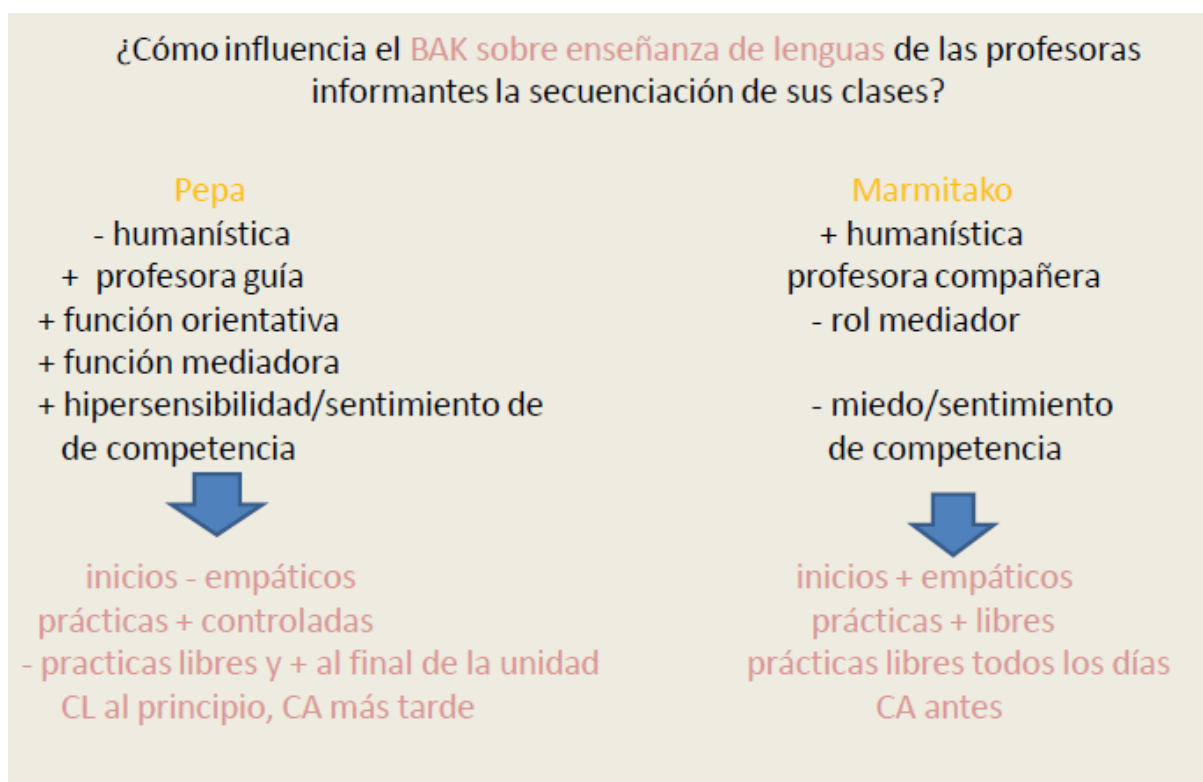 ¿Cómo influencia el BAK sobre enseñanza de lenguas de las profesoras
informantes la secuenciación de sus clases?
Pepa
- humanística
+ profesora guía
+ función orientativa
+ función mediadora
+ hipersensibilidad/sentimiento de
de competencia
inicios - empáticos
prácticas + controladas
- practicas libres y + al final de la unidad
CL al principio, CA más tarde
Marmitako
+ humanística
profesora compañera
- rol mediador
- miedo/sentimiento
de competencia
inicios + empáticos
prácticas + libres
prácticas libres todos los días
CA antes